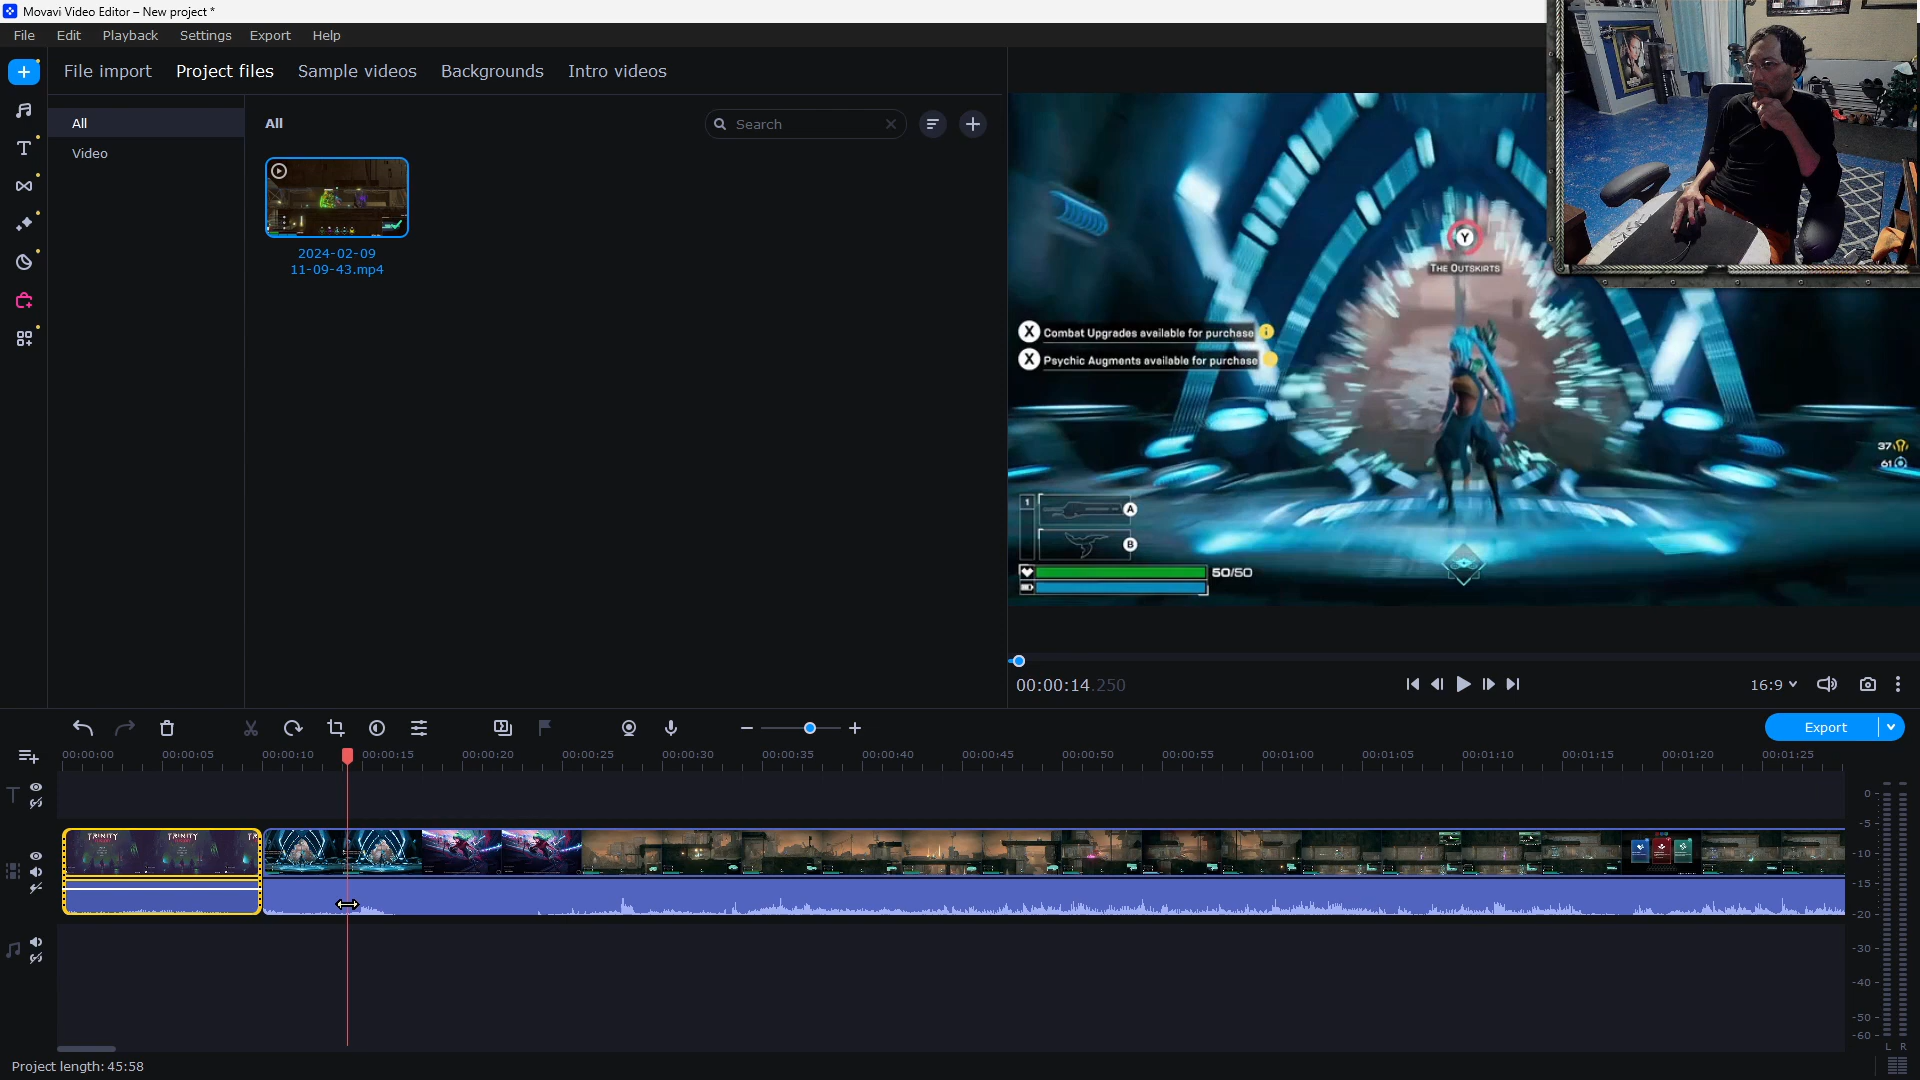 Movavi Video Editor – New project *
File Edit Playback Settings Export Help
File import Project files Sample videos Backgrounds Intro videos
All
Video
All
Search
2024-02-09
11-09-43.mp4
Y
THE OUTSKIRTS
X Combat Upgrades available for purchase
X Psychic Augments available for purchase
37
61
1
A
B
50/50
00:00:14.250
16:9
Export
00:00:00 00:00:05 00:00:10 00:00:15 00:00:20 00:00:25 00:00:30 00:00:35 00:00:40 00:00:45 00:00:50 00:00:55 00:01:00 00:01:05 00:01:10 00:01:15 00:01:20 00:01:25
TRINITY TRINITY TR
0
-5
-10
-15
-20
-30
-40
-50
-60
L R
Project length: 45:58